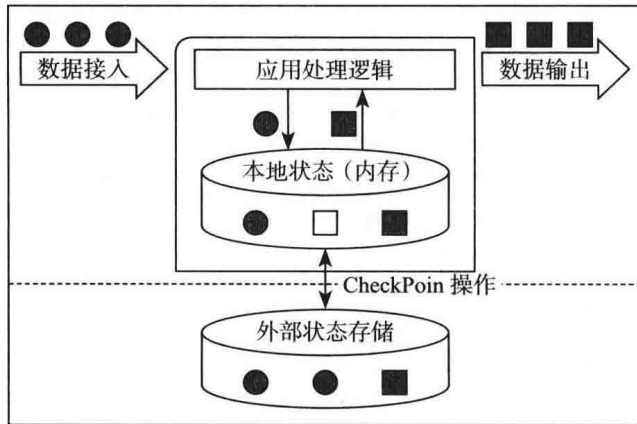 数据接入
应用处理逻辑
数据输出
本地状态（内存）
CheckPoin 操作
外部状态存储